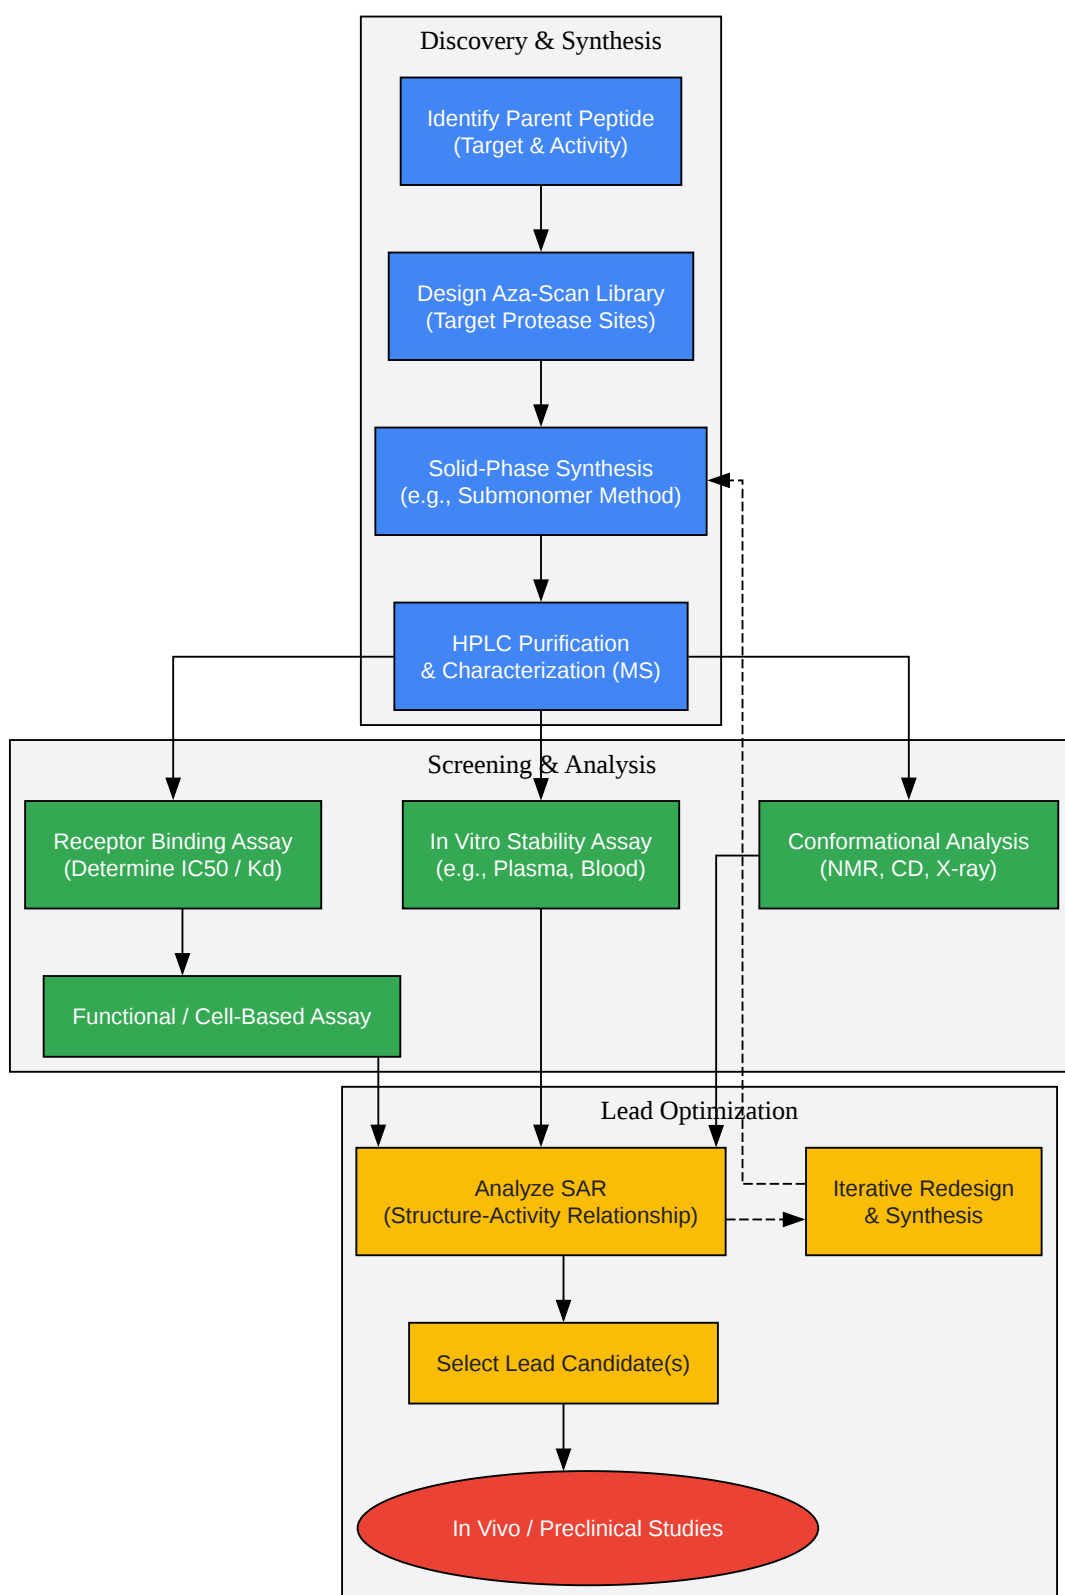 Discovery & Synthesis
Identify Parent Peptide
(Target & Activity)
Design Aza-Scan Library
(Target Protease Sites)
Solid-Phase Synthesis
(e.g., Submonomer Method)
HPLC Purification
& Characterization (MS)
Screening & Analysis
Receptor Binding Assay
(Determine IC50 / Kd)
In Vitro Stability Assay
(e.g., Plasma, Blood)
Conformational Analysis
(NMR, CD, X-ray)
Functional / Cell-Based Assay
Lead Optimization
Analyze SAR
(Structure-Activity Relationship)
Iterative Redesign
& Synthesis
Select Lead Candidate(s)
In Vivo / Preclinical Studies